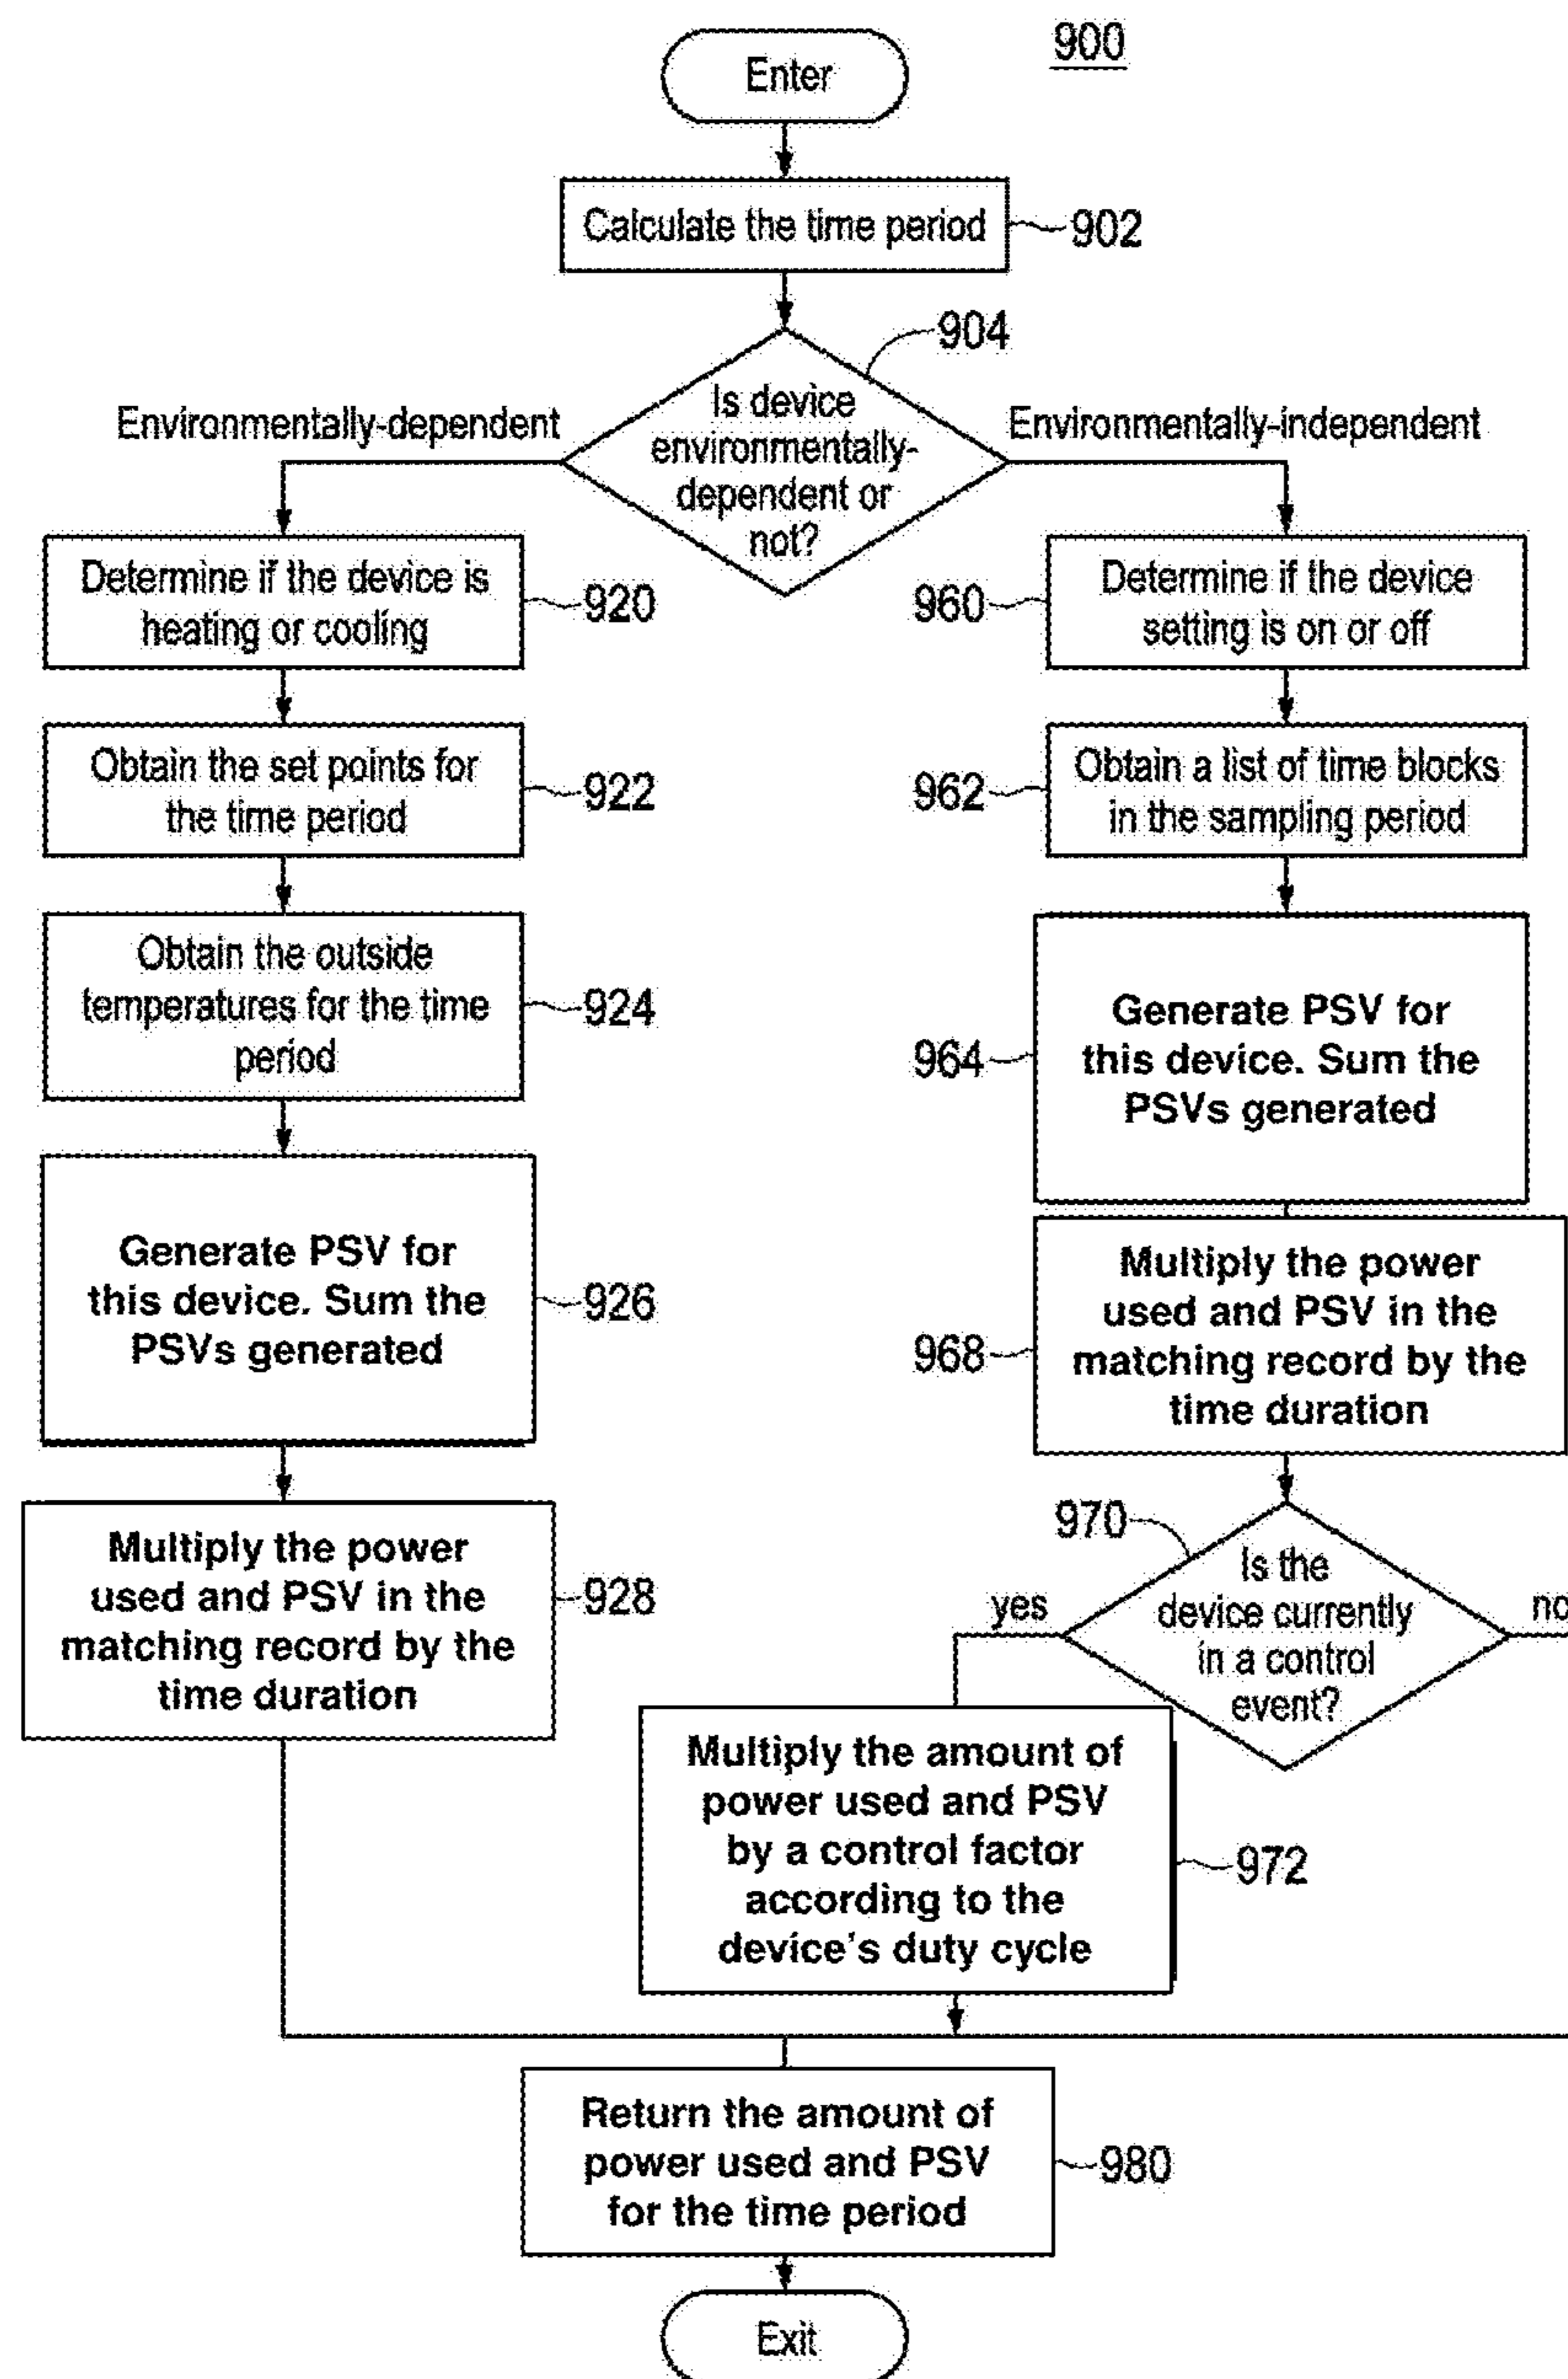 900
Enter
Calculate the time period
902
904
Is device
environmentally-
dependent or
not?
Environmentally-dependent
Environmentally-independent
Determine if the device is
heating or cooling
920
Obtain the set points for
the time period
922
Obtain the outside
temperatures for the time
period
924
Generate PSV for
this device. Sum the
PSVs generated
926
Multiply the power
used and PSV in the
matching record by the
time duration
928
Determine if the device
setting is on or off
960
Obtain a list of time blocks
in the sampling period
962
Generate PSV for
this device. Sum the
PSVs generated
964
Multiply the power
used and PSV in the
matching record by the
time duration
968
970
Is the
device currently
in a control
event?
yes
no
Multiply the amount of
power used and PSV
by a control factor
according to the
device's duty cycle
972
Return the amount of
power used and PSV
for the time period
980
Exit